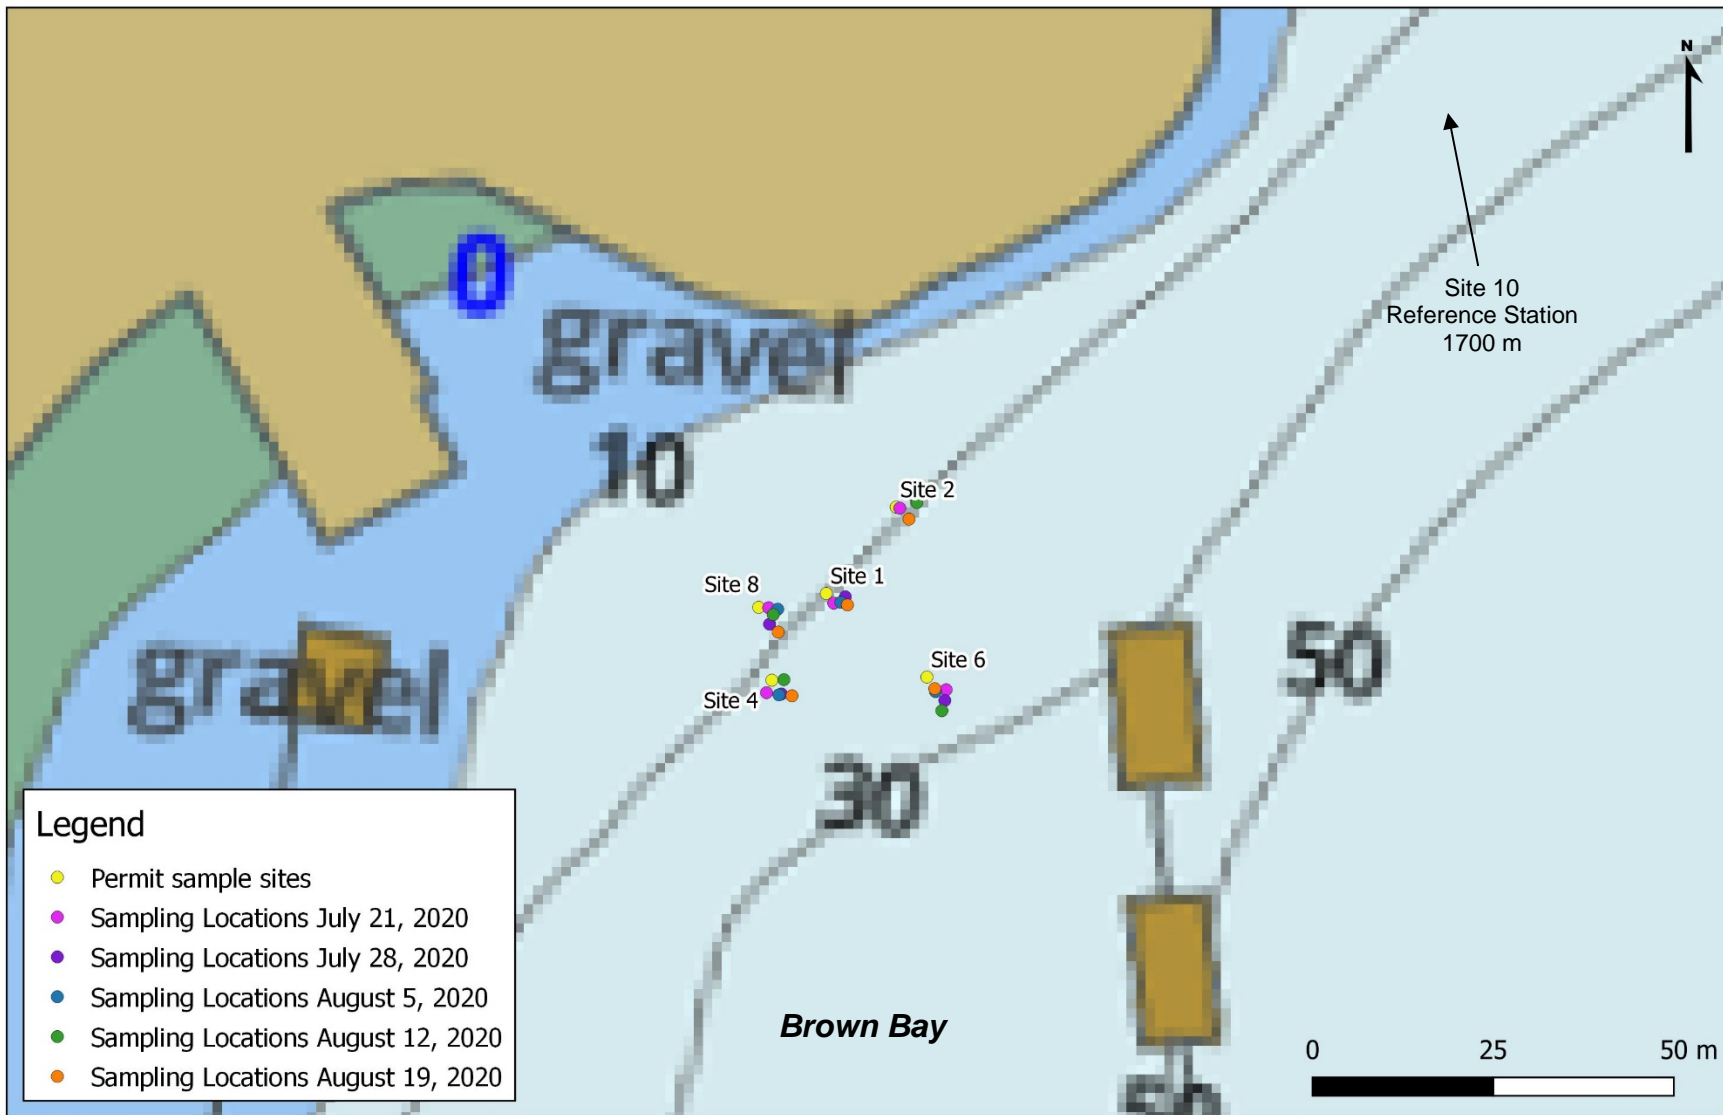 N
0
gravel
Site 10
Reference Station
1700 m
10
Site 2
Site 1
Site 8
gravel
Site 6
50
Site 4
30
Legend
Permit sample sites
Sampling Locations July 21, 2020
Sampling Locations July 28, 2020
Sampling Locations August 5, 2020
Sampling Locations August 12, 2020
Sampling Locations August 19, 2020
Brown Bay
0 25 50 m